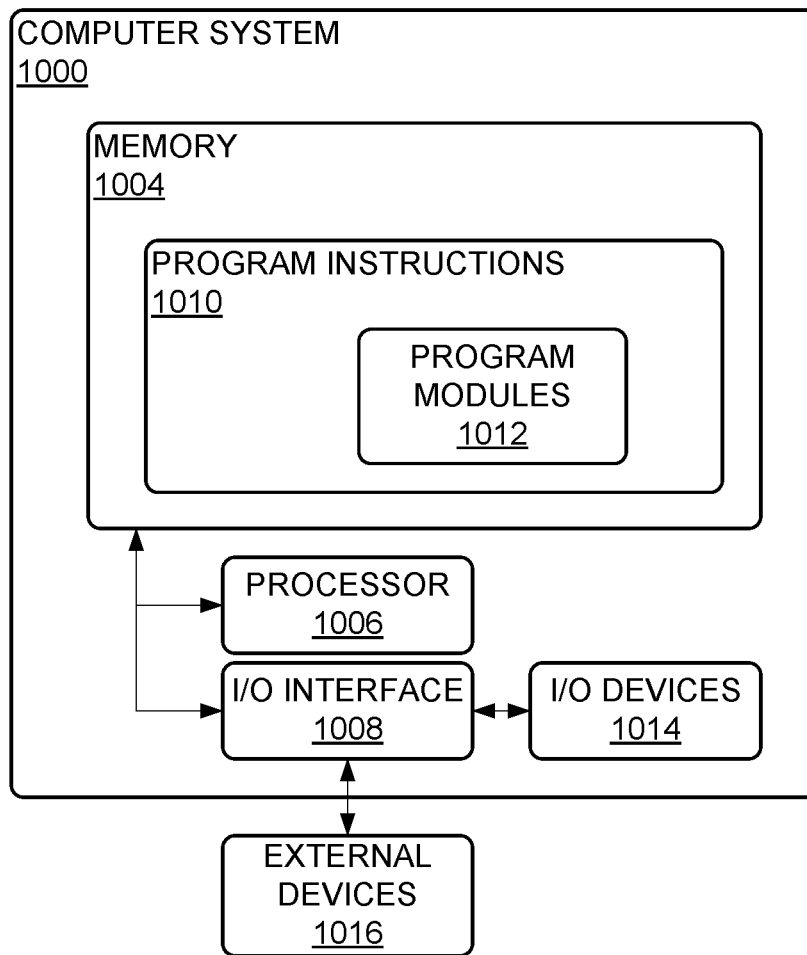 COMPUTER SYSTEM
1000
MEMORY
1004
PROGRAM INSTRUCTIONS
1010
PROGRAM
MODULES
1012
PROCESSOR
1006
I/O INTERFACE
1008
I/O DEVICES
1014
EXTERNAL
DEVICES
1016